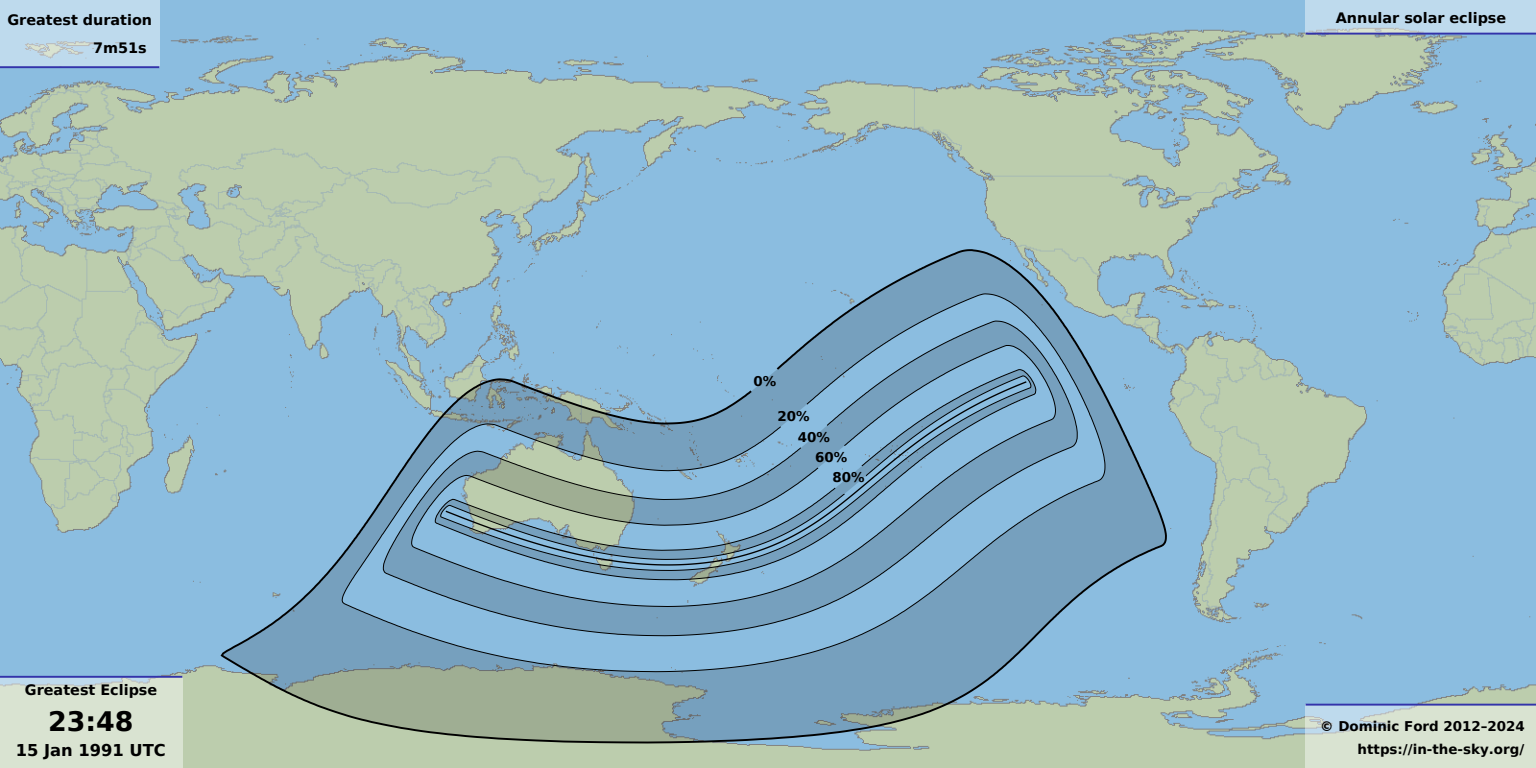 Greatest duration
7m51s
Annular solar eclipse
0%
20%
40%
60%
80%
Greatest Eclipse
23:48
15 Jan 1991 UTC
© Dominic Ford 2012–2024
https://in-the-sky.org/